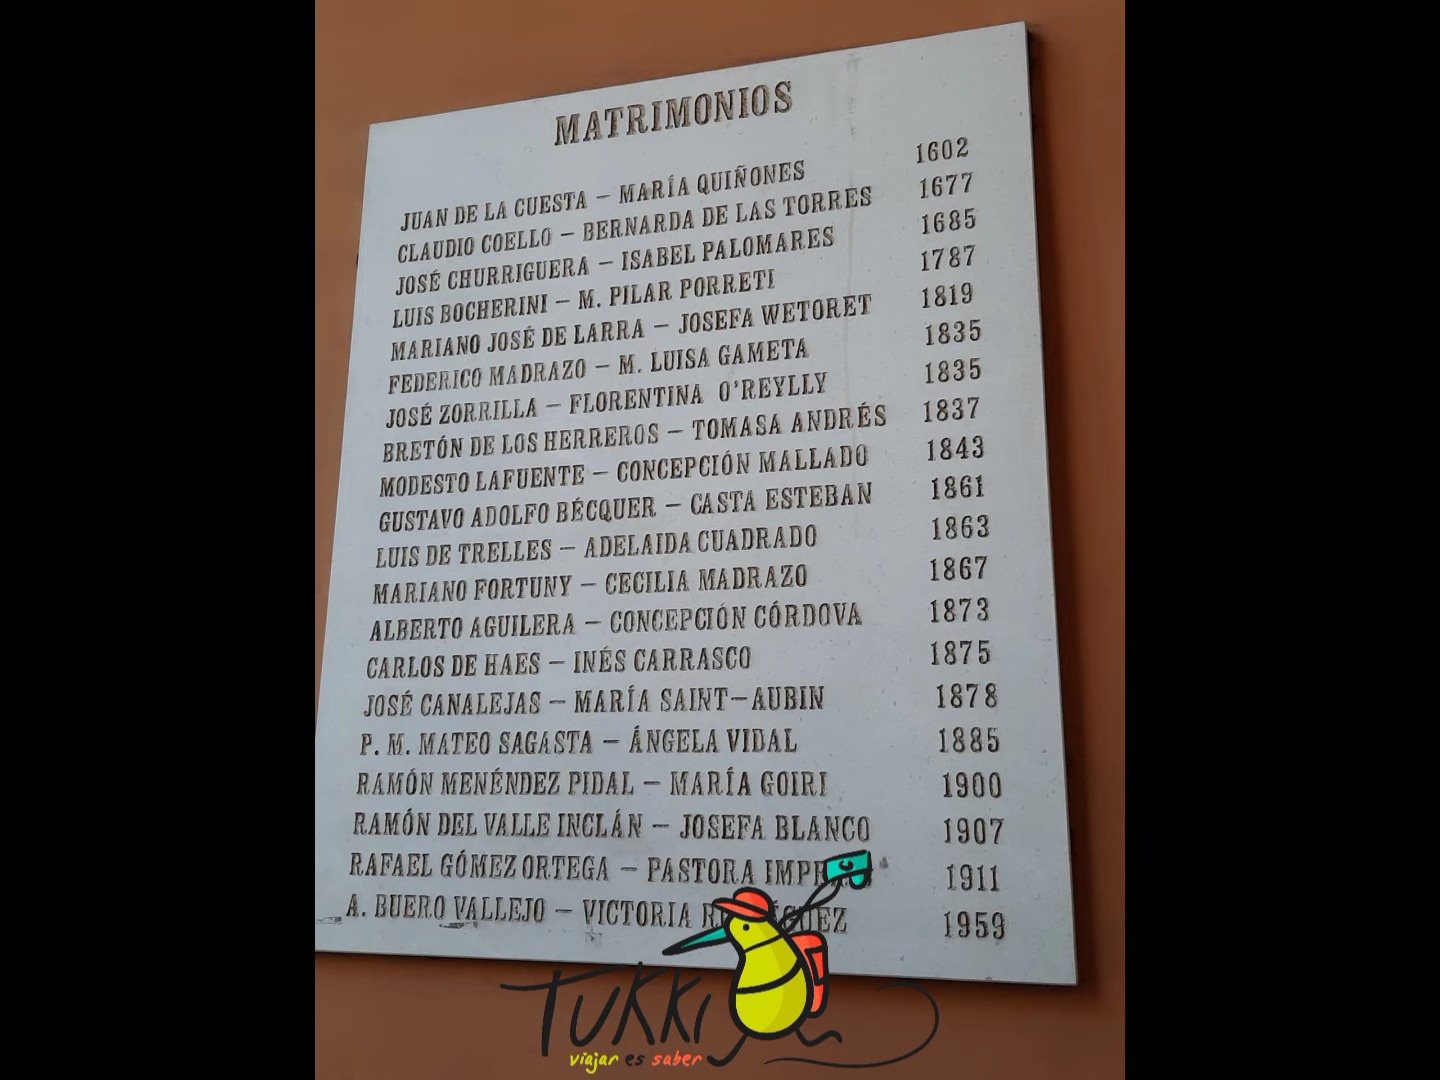 MATRIMONIOS
JUAN DE LA CUESTA – MARÍA QUIÑONES 1602
CLAUDIO COELLO – BERNARDA DE LAS TORRES 1677
JOSÉ CHURRIGUERA – ISABEL PALOMARES 1685
LUIS BOCHERINI – M. PILAR PORRETI 1787
MARIANO JOSÉ DE LARRA – JOSEFA WETORET 1819
FEDERICO MADRAZO – M. LUISA GAMETA 1835
JOSÉ ZORRILLA – FLORENTINA O'REYLLY 1835
BRETÓN DE LOS HERREROS – TOMASA ANDRÉS 1837
MODESTO LAFUENTE – CONCEPCIÓN MALLADO 1843
GUSTAVO ADOLFO BÉCQUER – CASTA ESTEBAN 1861
LUIS DE TRELLES – ADELAIDA CUADRADO 1863
MARIANO FORTUNY – CECILIA MADRAZO 1867
ALBERTO AGUILERA – CONCEPCIÓN CÓRDOVA 1873
CARLOS DE HAES – INÉS CARRASCO 1875
JOSÉ CANALEJAS – MARÍA SAINT–AUBIN 1878
P. M. MATEO SAGASTA – ÁNGELA VIDAL 1885
RAMÓN MENÉNDEZ PIDAL – MARÍA GOIRI 1900
RAMÓN DEL VALLE INCLÁN – JOSEFA BLANCO 1907
RAFAEL GÓMEZ ORTEGA – PASTORA 1911
A. BUERO VALLEJO – VICTORIA 1959
TUKKI
viajar es saber